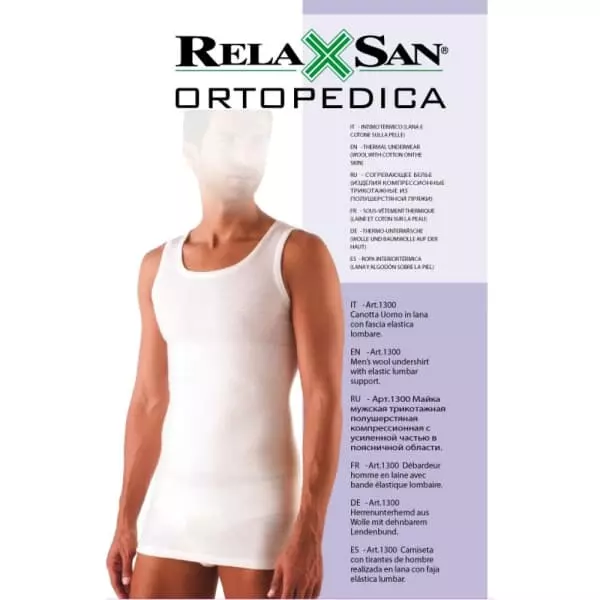 RELAXSAN®
ORTOPEDICA
IT - INTIMO TERMICO (LANA E
COTONE SULLA PELLE)
EN - THERMAL UNDERWEAR
(WOOL WITH COTTON ONTHE
SKIN)
RU - СОГРЕВАЮЩЕЕ БЕЛЬЕ
(ИЗДЕЛИЯ КОМПРЕССИОННЫЕ
ТРИКОТАЖНЫЕ ИЗ
ПОЛУШЕРСТЯНОЙ ПРЯЖИ)
FR - SOUS-VÊTEMENT THERMIQUE
(LAINE ET COTON SUR LA PEAU)
DE - THERMO-UNTERWÄSCHE
(WOLLE UND BAUMWOLLE AUF DER
HAUT)
ES - ROPA INTERIOR TÉRMICA
(LANA Y ALGODÓN SOBRE LA PIEL)
IT -Art.1300
Canotta Uomo in lana
con fascia elastica
lombare.
EN -Art.1300
Men's wool undershirt
with elastic lumbar
support.
RU - Арт.1300 Майка
мужская трикотажная
полушерстяная
компрессионная с
усиленной частью в
поясничной области.
FR -Art.1300 Débardeur
homme en laine avec
bande élastique lombaire.
DE -Art.1300
Herrenunterhemd aus
Wolle mit dehnbarem
Lendenbund.
ES -Art.1300 Camiseta
con tirantes de hombre
realizada en lana con faja
elástica lumbar.